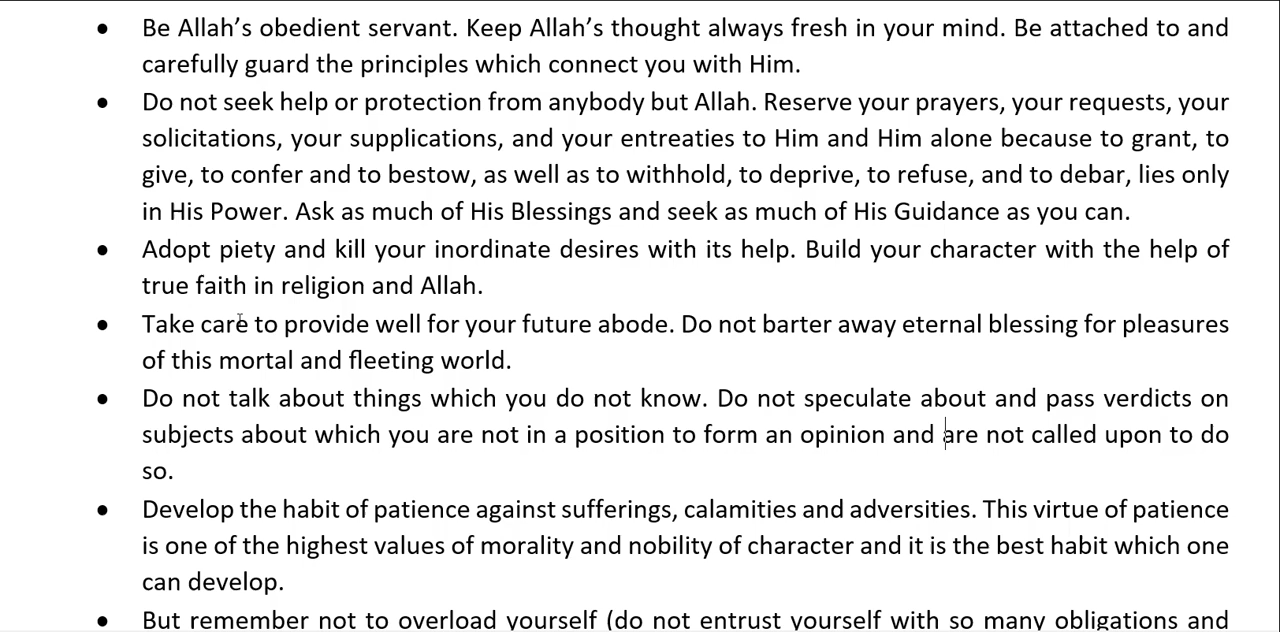 • Be Allah’s obedient servant. Keep Allah’s thought always fresh in your mind. Be attached to and
carefully guard the principles which connect you with Him.
• Do not seek help or protection from anybody but Allah. Reserve your prayers, your requests, your
solicitations, your supplications, and your entreaties to Him and Him alone because to grant, to
give, to confer and to bestow, as well as to withhold, to deprive, to refuse, and to debar, lies only
in His Power. Ask as much of His Blessings and seek as much of His Guidance as you can.
• Adopt piety and kill your inordinate desires with its help. Build your character with the help of
true faith in religion and Allah.
• Take care to provide well for your future abode. Do not barter away eternal blessing for pleasures
of this mortal and fleeting world.
• Do not talk about things which you do not know. Do not speculate about and pass verdicts on
subjects about which you are not in a position to form an opinion and are not called upon to do
so.
• Develop the habit of patience against sufferings, calamities and adversities. This virtue of patience
is one of the highest values of morality and nobility of character and it is the best habit which one
can develop.
• But remember not to overload yourself (do not entrust yourself with so many obligations and